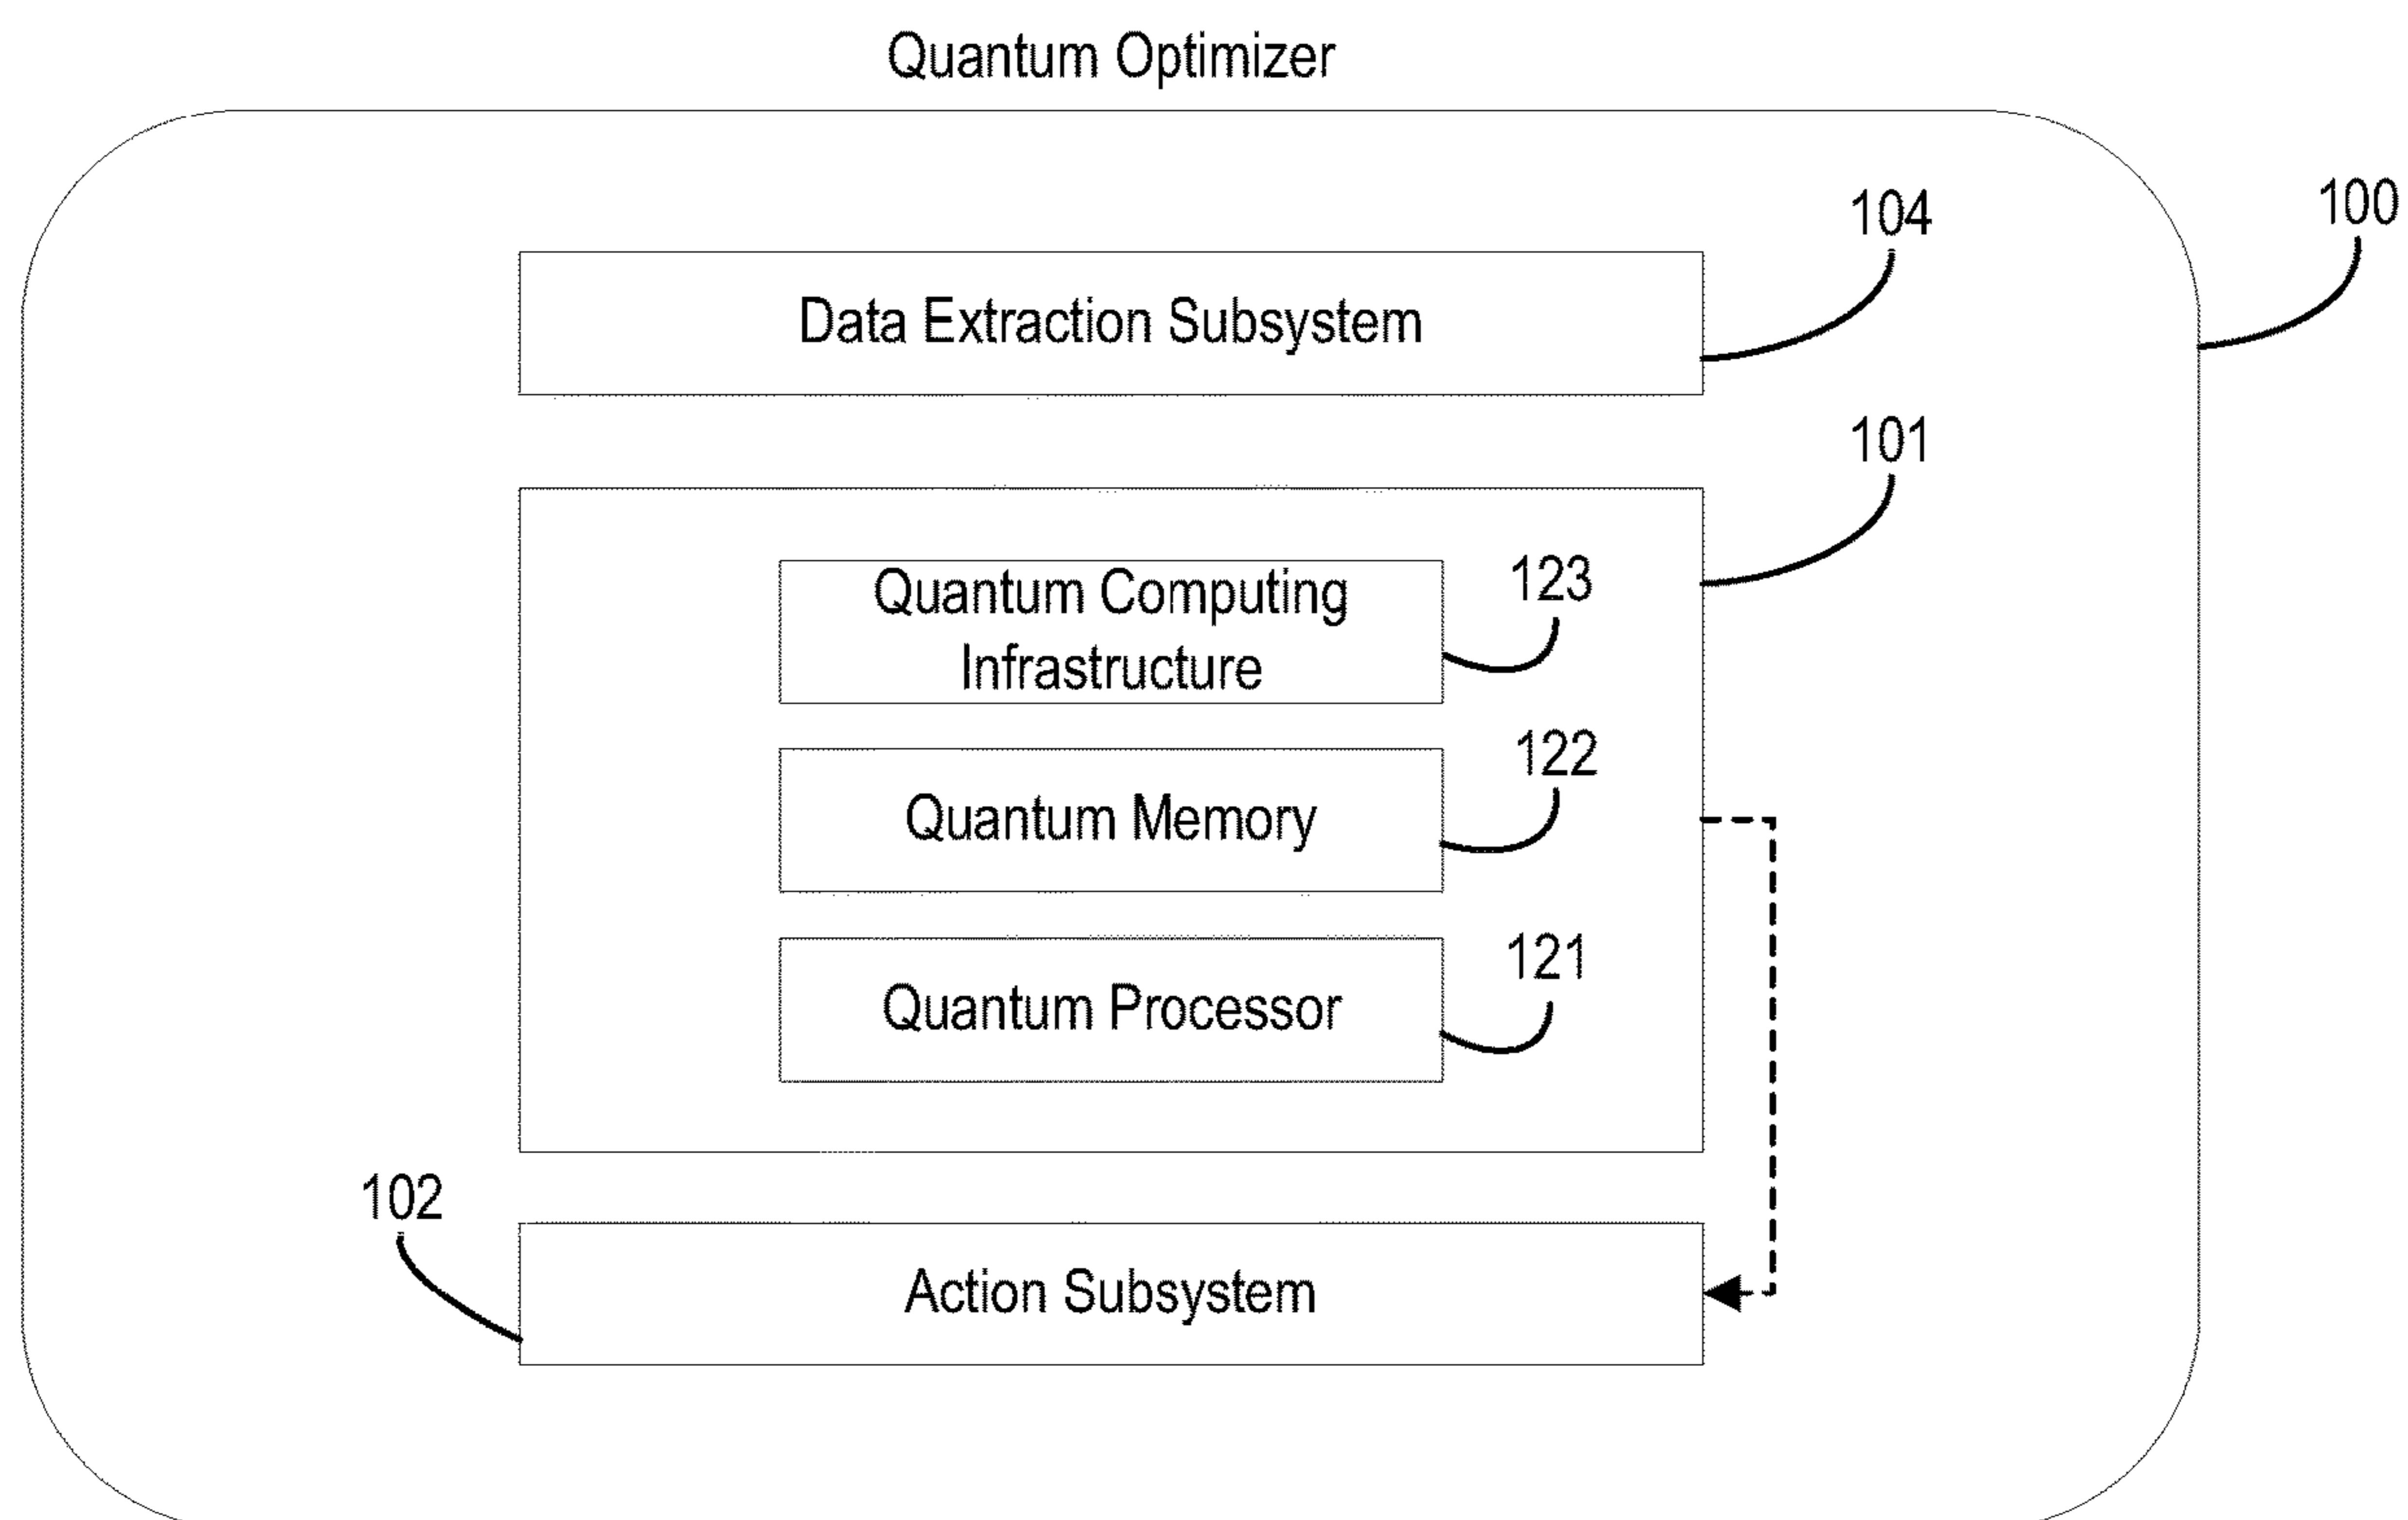 Quantum Optimizer
100
104
Data Extraction Subsystem
101
123
Quantum Computing
Infrastructure
122
Quantum Memory
121
Quantum Processor
102
Action Subsystem